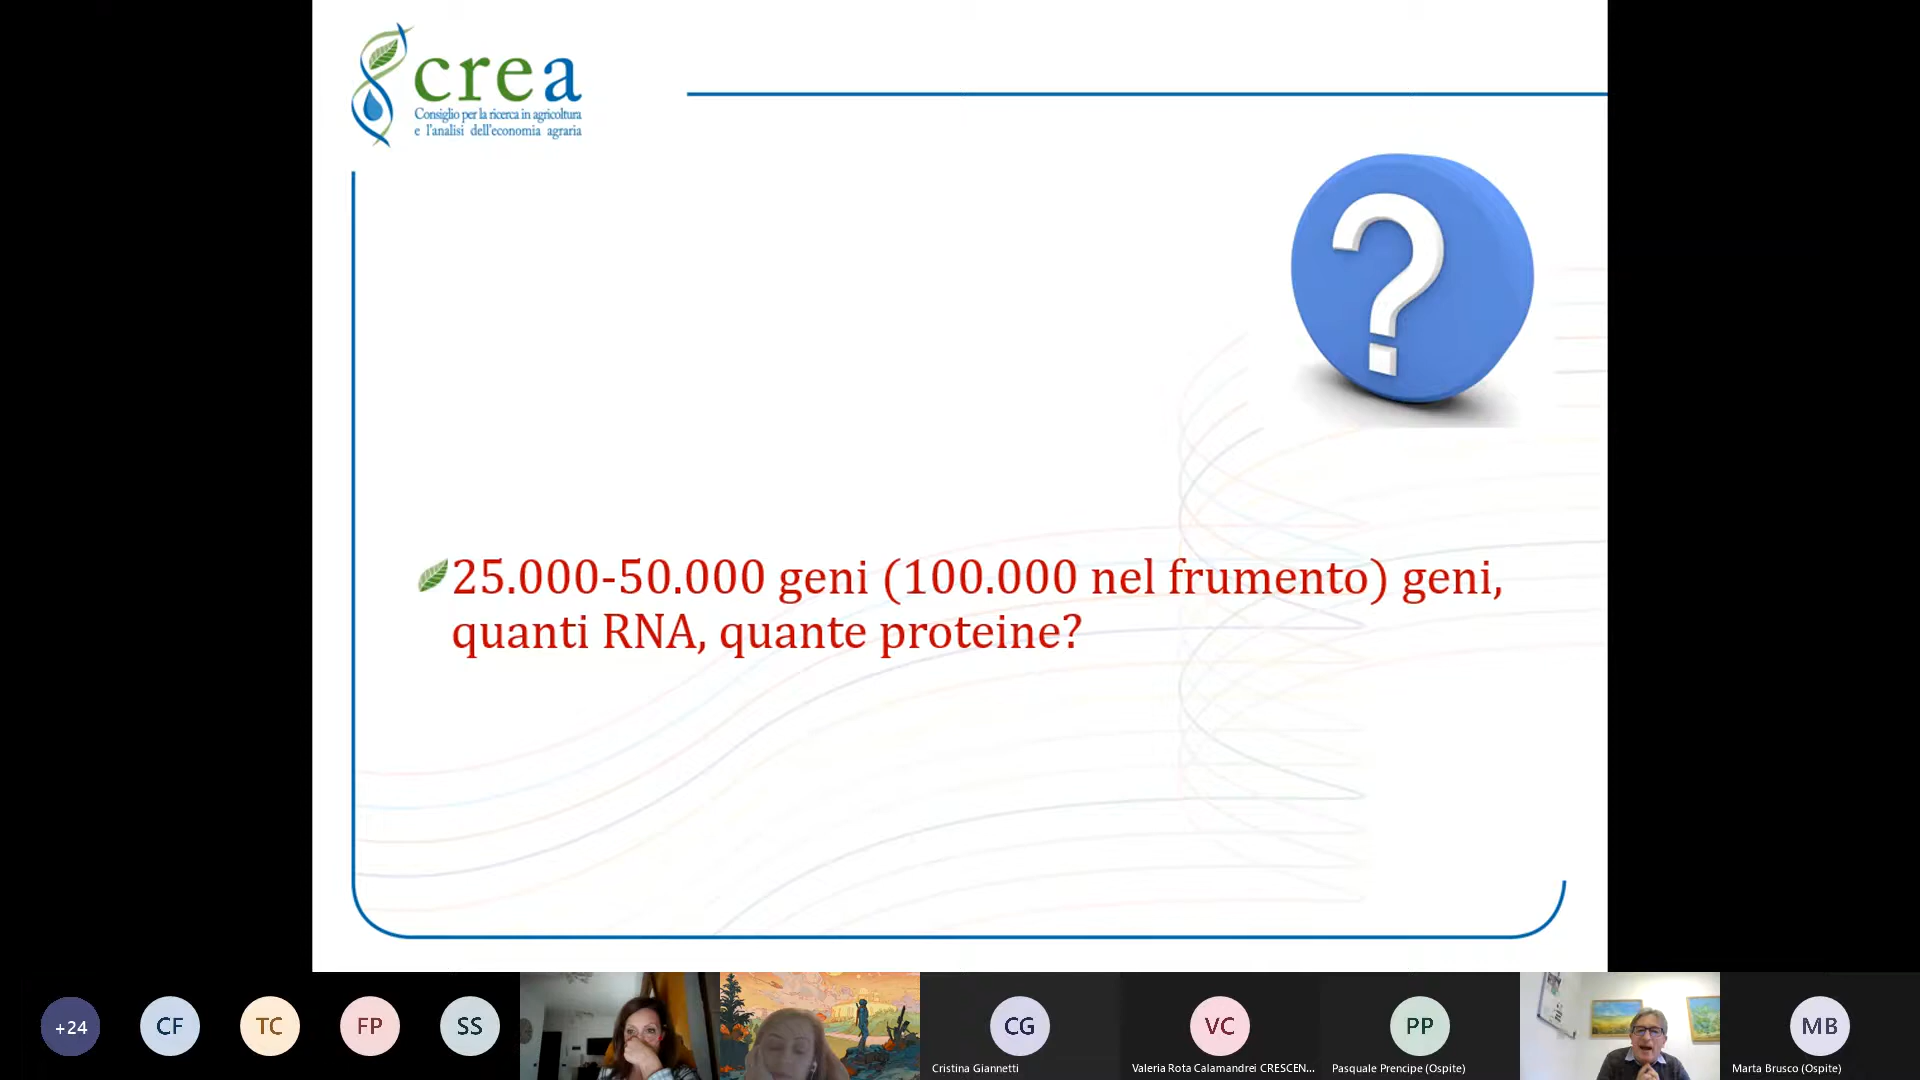 crea
Consiglio per la ricerca in agricoltura
e l'analisi dell'economia agraria
?
25.000-50.000 geni (100.000 nel frumento) geni,
quanti RNA, quante proteine?
+24
CF
TC
FP
SS
CG
Cristina Giannetti
VC
Valeria Rota Calamandrei CRESCEN...
PP
Pasquale Prencipe (Ospite)
MB
Marta Brusco (Ospite)